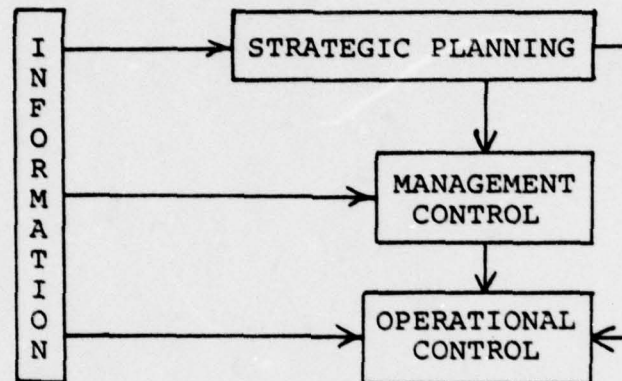 INFORMATION
STRATEGIC PLANNING
MANAGEMENT
CONTROL
OPERATIONAL
CONTROL